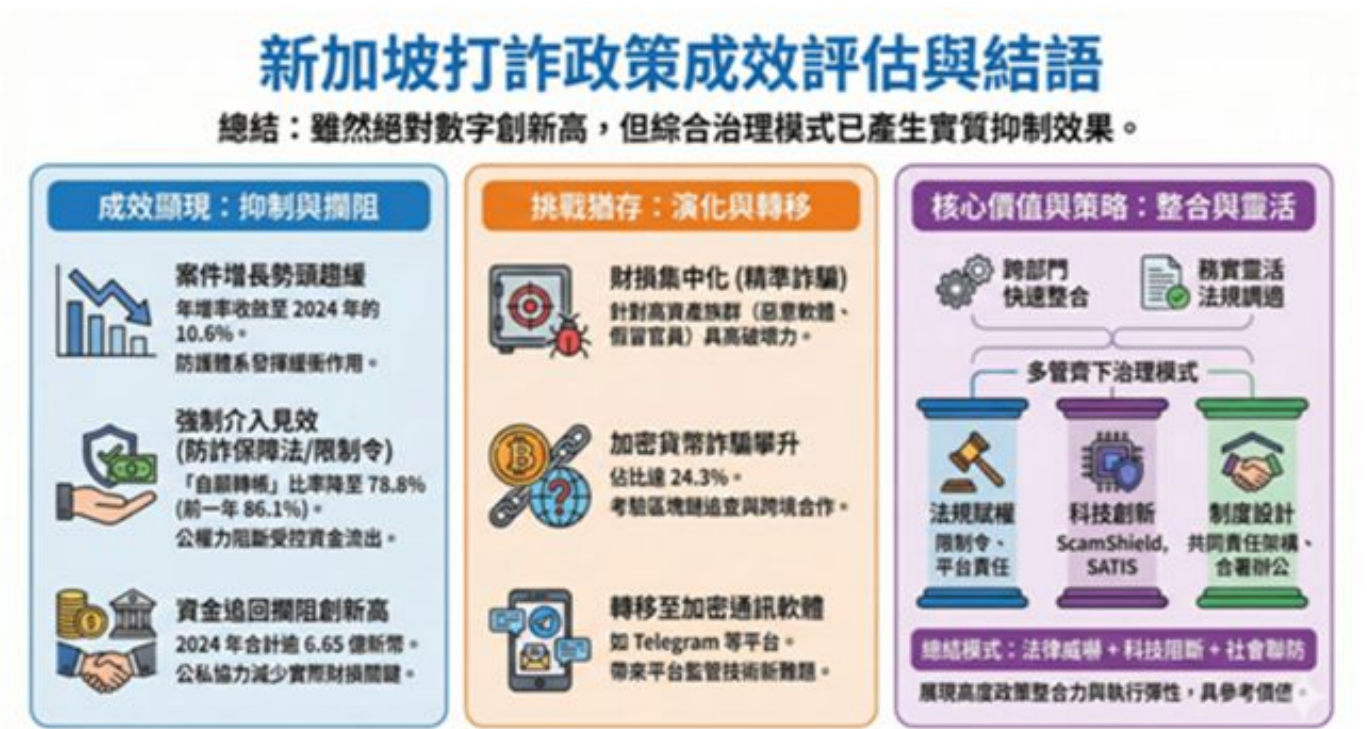 新加坡打詐政策成效評估與結語
總結：雖然絕對數字創新高，但綜合治理模式已產生實質抑制效果。
成效顯現：抑制與攔阻
案件增長勢頭趨緩
年增率收斂至 2024 年的
10.6%。
防護體系發揮緩衝作用。
強制介入見效
(防詐保障法/限制令)
「自願轉帳」比率降至 78.8%
(前一年 86.1%)。
公權力阻斷受控資金流出。
資金追回攔阻創新高
2024 年合計逾 6.65 億新幣。
公私協力減少實際財損關鍵。
挑戰猶存：演化與轉移
財損集中化 (精準詐騙)
針對高資產族群（惡意軟體、
假冒官員）具高破壞力。
加密貨幣詐騙攀升
佔比達 24.3%。
考驗區塊鏈追查與跨境合作。
轉移至加密通訊軟體
如 Telegram 等平台。
帶來平台監管技術新難題。
核心價值與策略：整合與靈活
跨部門
快速整合
務實靈活
法規調適
多管齊下治理模式
法規賦權
限制令、
平台責任
科技創新
ScamShield,
SATIS
制度設計
共同責任架構、
合署辦公
總結模式：法律威嚇 + 科技阻斷 + 社會聯防
展現高度政策整合力與執行彈性，具參考價值。